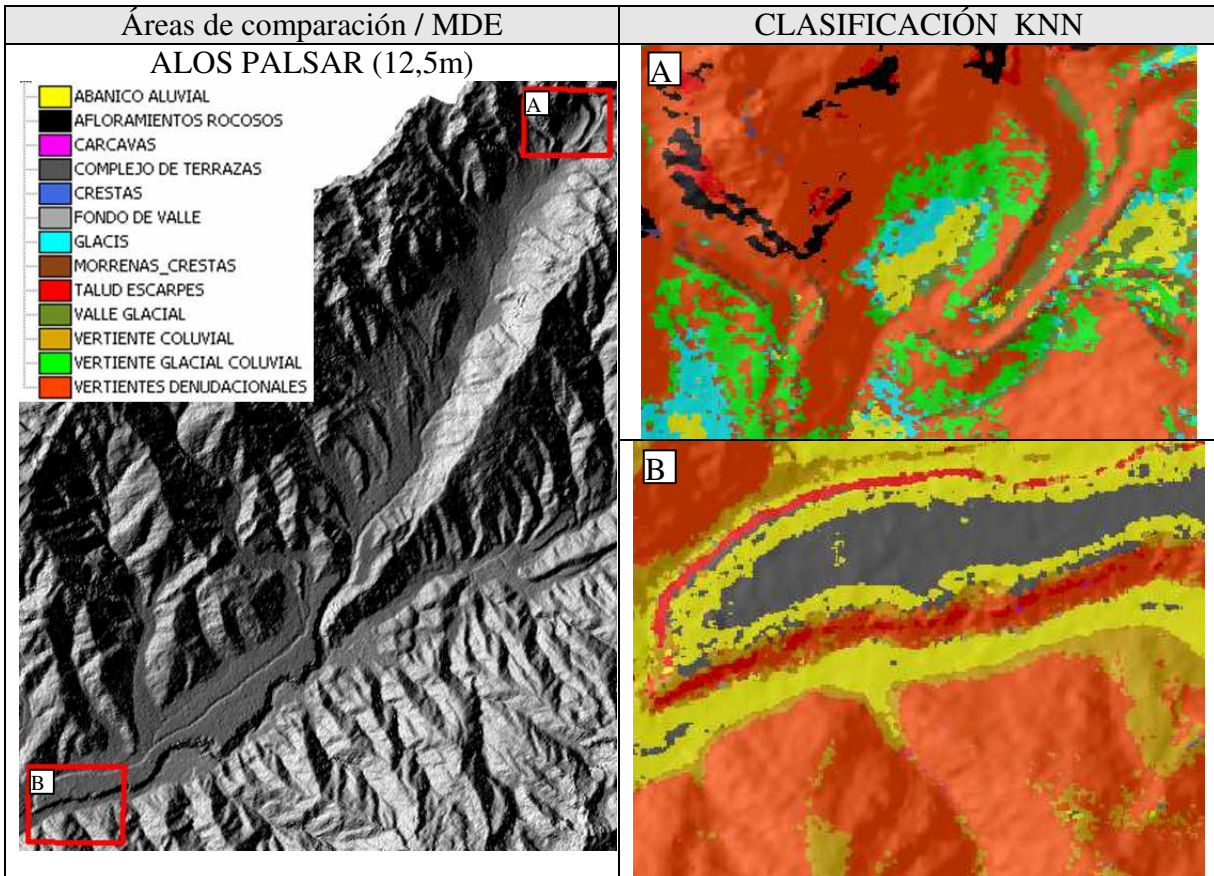 Áreas de comparación / MDE
CLASIFICACIÓN KNN
ALOS PALSAR (12,5m)
ABANICO ALUVIAL
AFLORAMIENTOS ROCOSOS
CARCAVAS
COMPLEJO DE TERRAZAS
CRESTAS
FONDO DE VALLE
GLACIS
MORRENAS_CRESTAS
TALUD ESCARPES
VALLE GLACIAL
VERTIENTE COLUVIAL
VERTIENTE GLACIAL COLUVIAL
VERTIENTES DENUDACIONALES
A
B
A
B